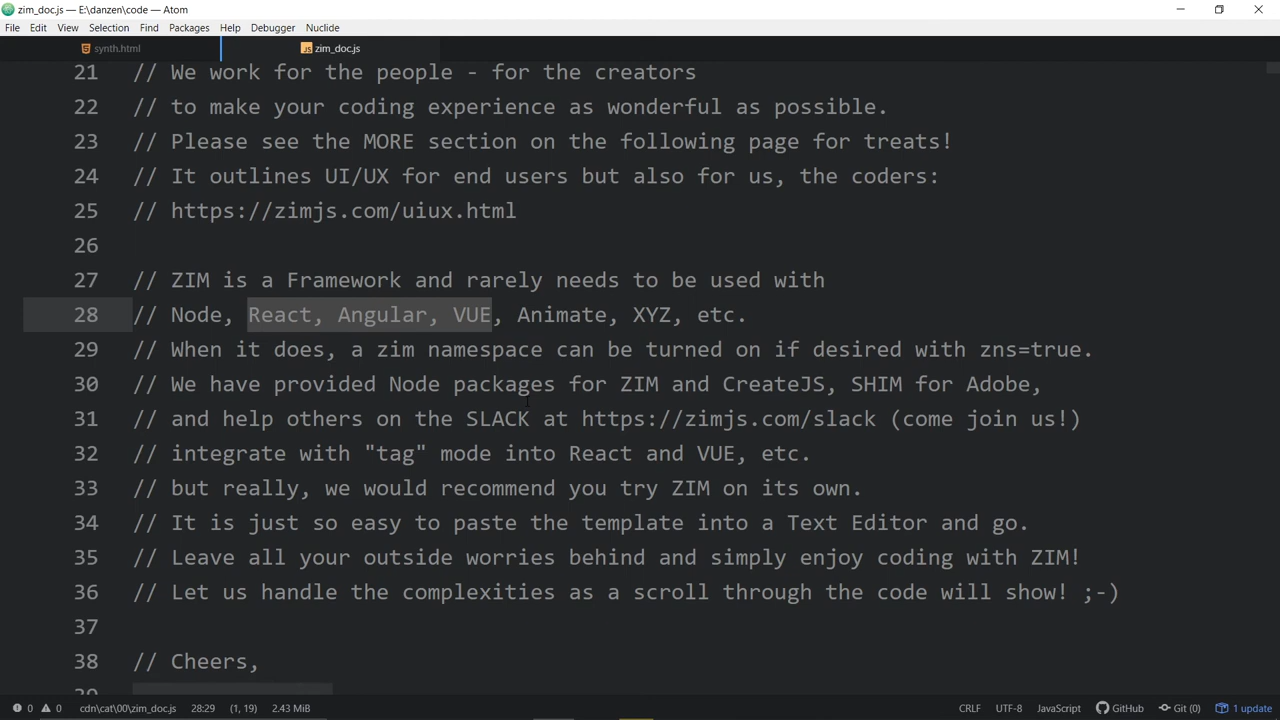 zim_doc.js — E:\danzen\code — Atom
File Edit View Selection Find Packages Help Debugger Nuclide
synth.html zim_doc.js
21 // We work for the people - for the creators
22 // to make your coding experience as wonderful as possible.
23 // Please see the MORE section on the following page for treats!
24 // It outlines UI/UX for end users but also for us, the coders:
25 // https://zimjs.com/uiux.html
26
27 // ZIM is a Framework and rarely needs to be used with
28 // Node, React, Angular, VUE, Animate, XYZ, etc.
29 // When it does, a zim namespace can be turned on if desired with zns=true.
30 // We have provided Node packages for ZIM and CreateJS, SHIM for Adobe,
31 // and help others on the SLACK at https://zimjs.com/slack (come join us!)
32 // integrate with "tag" mode into React and VUE, etc.
33 // but really, we would recommend you try ZIM on its own.
34 // It is just so easy to paste the template into a Text Editor and go.
35 // Leave all your outside worries behind and simply enjoy coding with ZIM!
36 // Let us handle the complexities as a scroll through the code will show! ;-)
37
38 // Cheers,
0 0 cdn\cat\00\zim_doc.js 28:29 (1, 19) 2.43 MiB CRLF UTF-8 JavaScript GitHub Git (0) 1 update